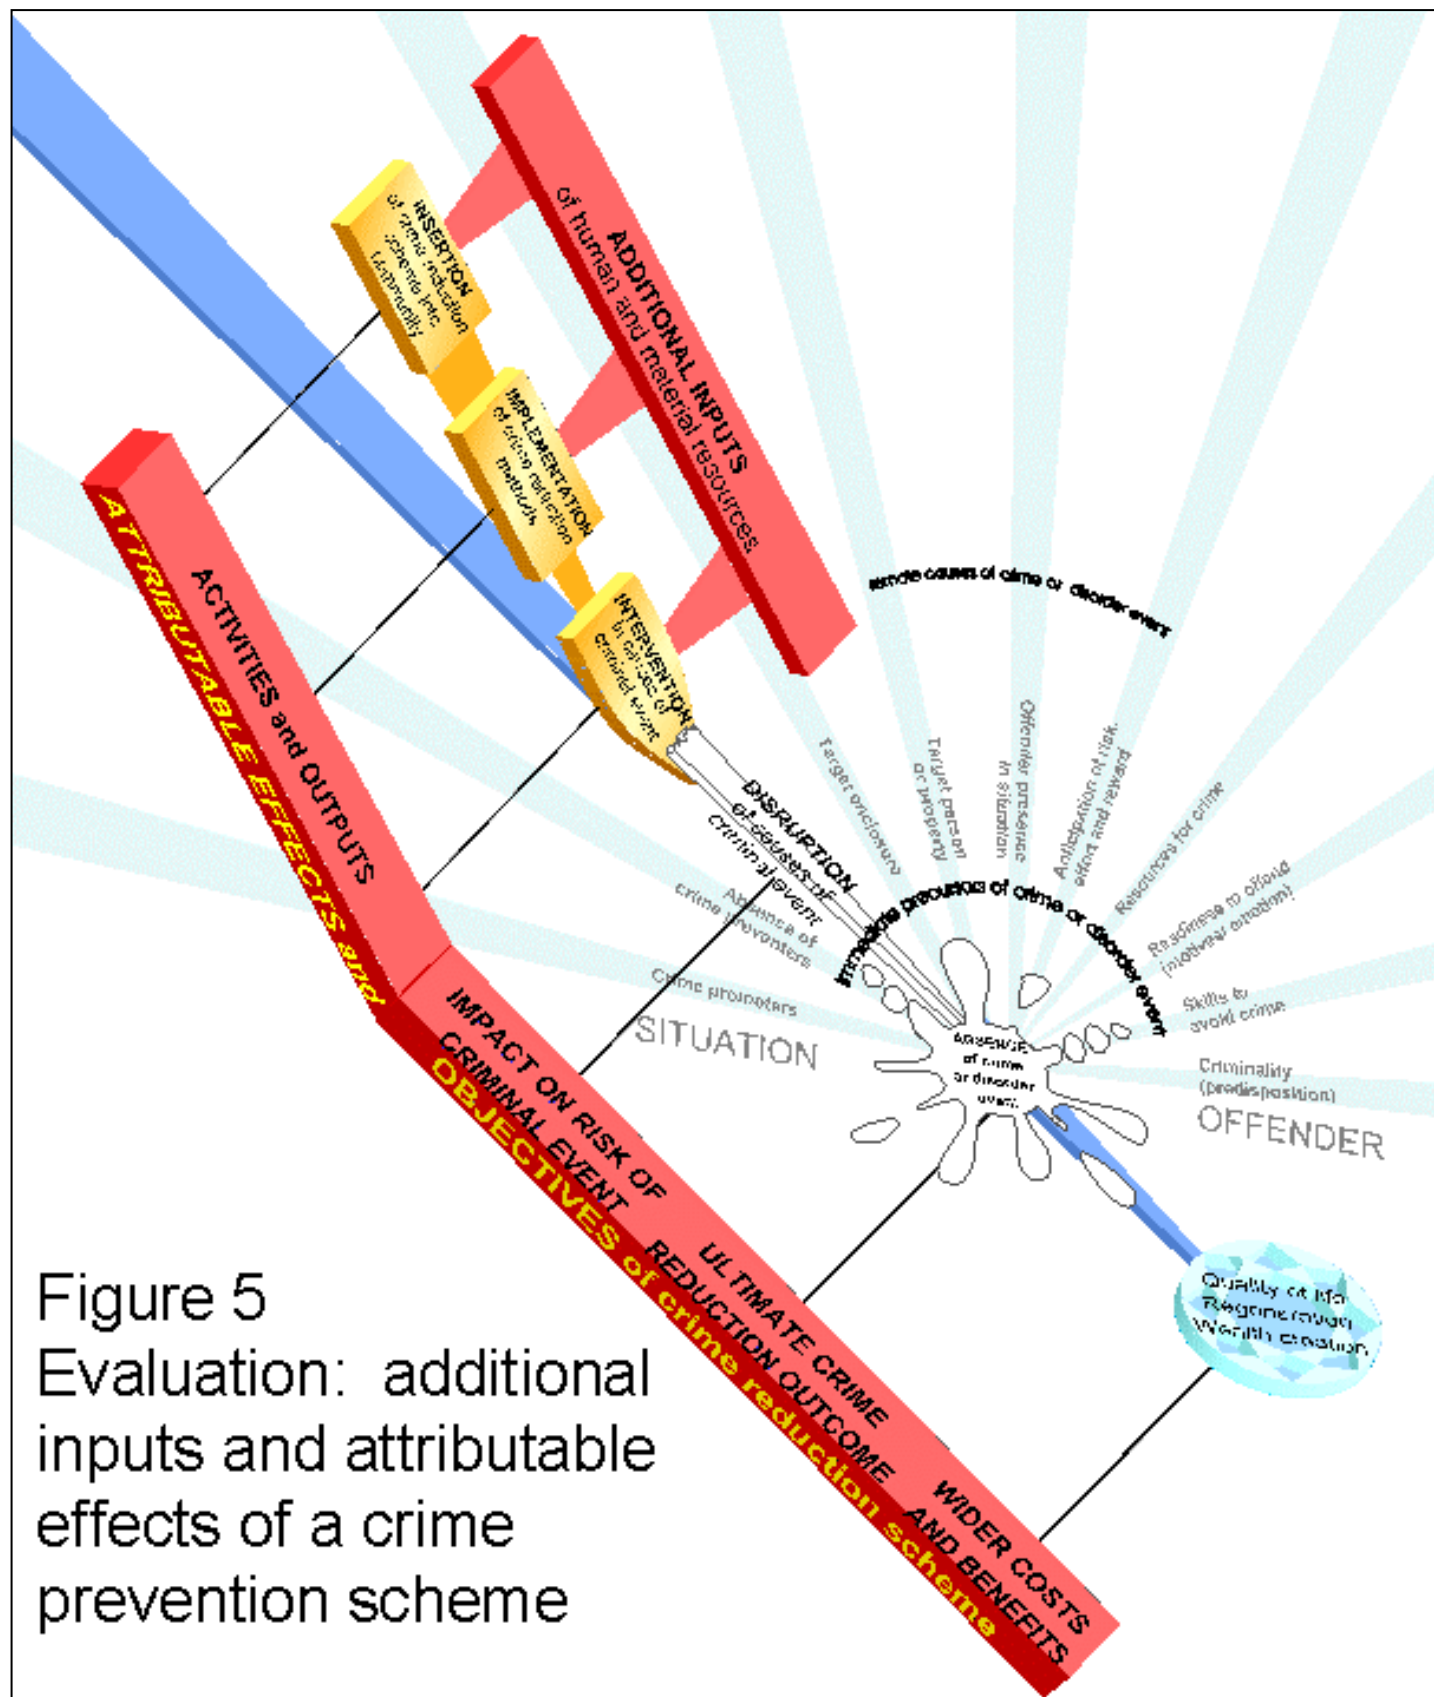 ADDITIONAL INPUTS
of human and material resources
INSERTION
of crime reduction
scheme into
community
IMPLEMENTATION
of crime reduction
methods
INTERVENTION
in causes of
criminal event
DISRUPTION
of causes of
criminal event
ATTRIBUTABLE EFFECTS and
OBJECTIVES of crime reduction scheme
ACTIVITIES and OUTPUTS
IMPACT ON RISK OF
CRIMINAL EVENT
ULTIMATE CRIME
REDUCTION OUTCOME
WIDER COSTS
AND BENEFITS
remote causes of crime or disorder event
immediate precursors of crime or disorder event
Crime promoters
Absence of
crime preventers
Target enclosure
Target person
or property
Offender presence
in situation
Anticipation of risk,
effort and reward
Resources for crime
Readiness to offend
(motives/emotion)
Skills to
avoid crime
Criminality
(predisposition)
SITUATION
OFFENDER
ABSENCE
of crime
or disorder
event
Quality of life
Regeneration
Wealth creation
Figure 5
Evaluation: additional
inputs and attributable
effects of a crime
prevention scheme